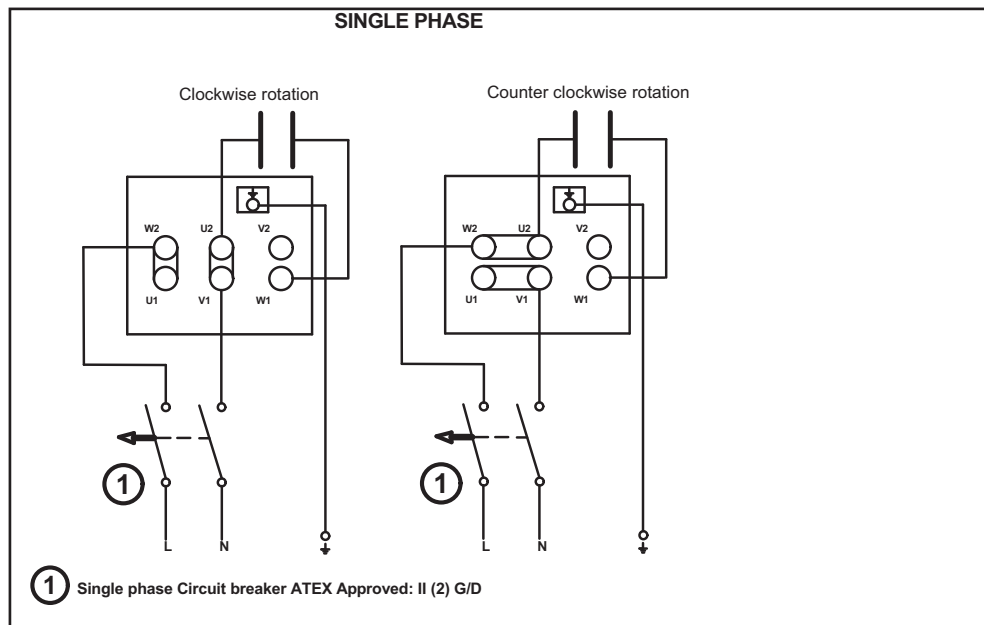 SINGLE PHASE
Clockwise rotation
W2 U2 V2
U1 V1 W1
1
L N
Counter clockwise rotation
W2 U2 V2
U1 V1 W1
1
L N
1 Single phase Circuit breaker ATEX Approved: II (2) G/D